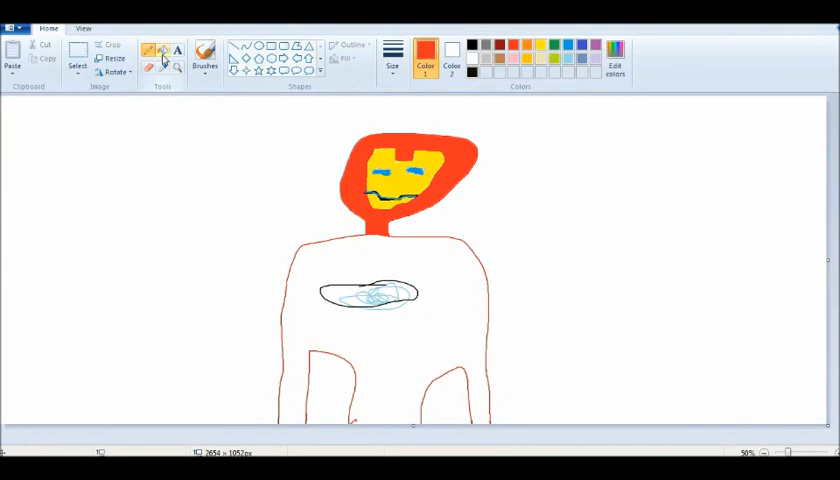 Home View
Cut
Copy
Paste
Clipboard
Select
Crop
Resize
Rotate
Image
A
Tools
Brushes
Outline
Fill
Shapes
Size
Color
1
Color
2
Edit
colors
Colors
2654 × 1052px
50%